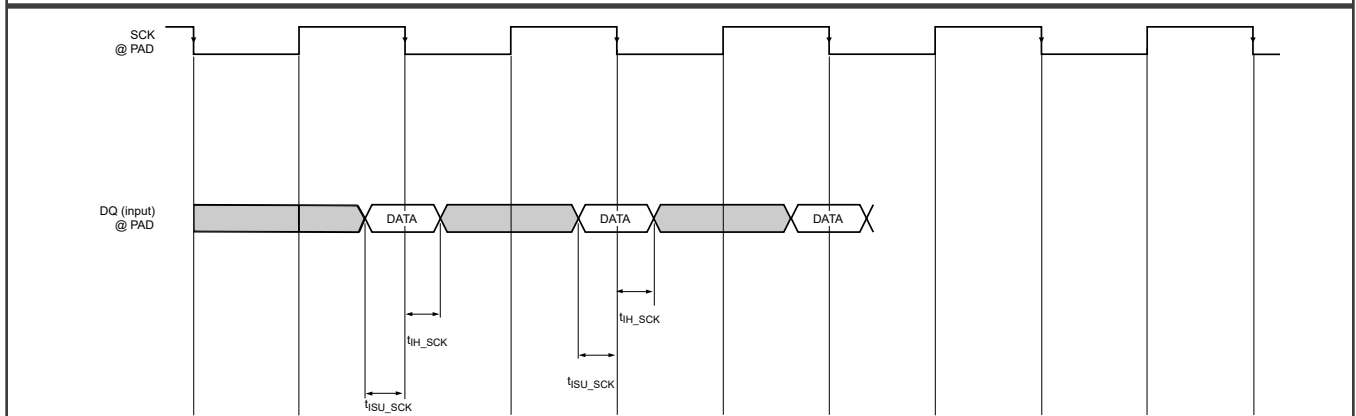 SCK
@ PAD
DQ (input)
@ PAD
DATA
DATA
DATA
tIH_SCK
tIH_SCK
tISU_SCK
tISU_SCK